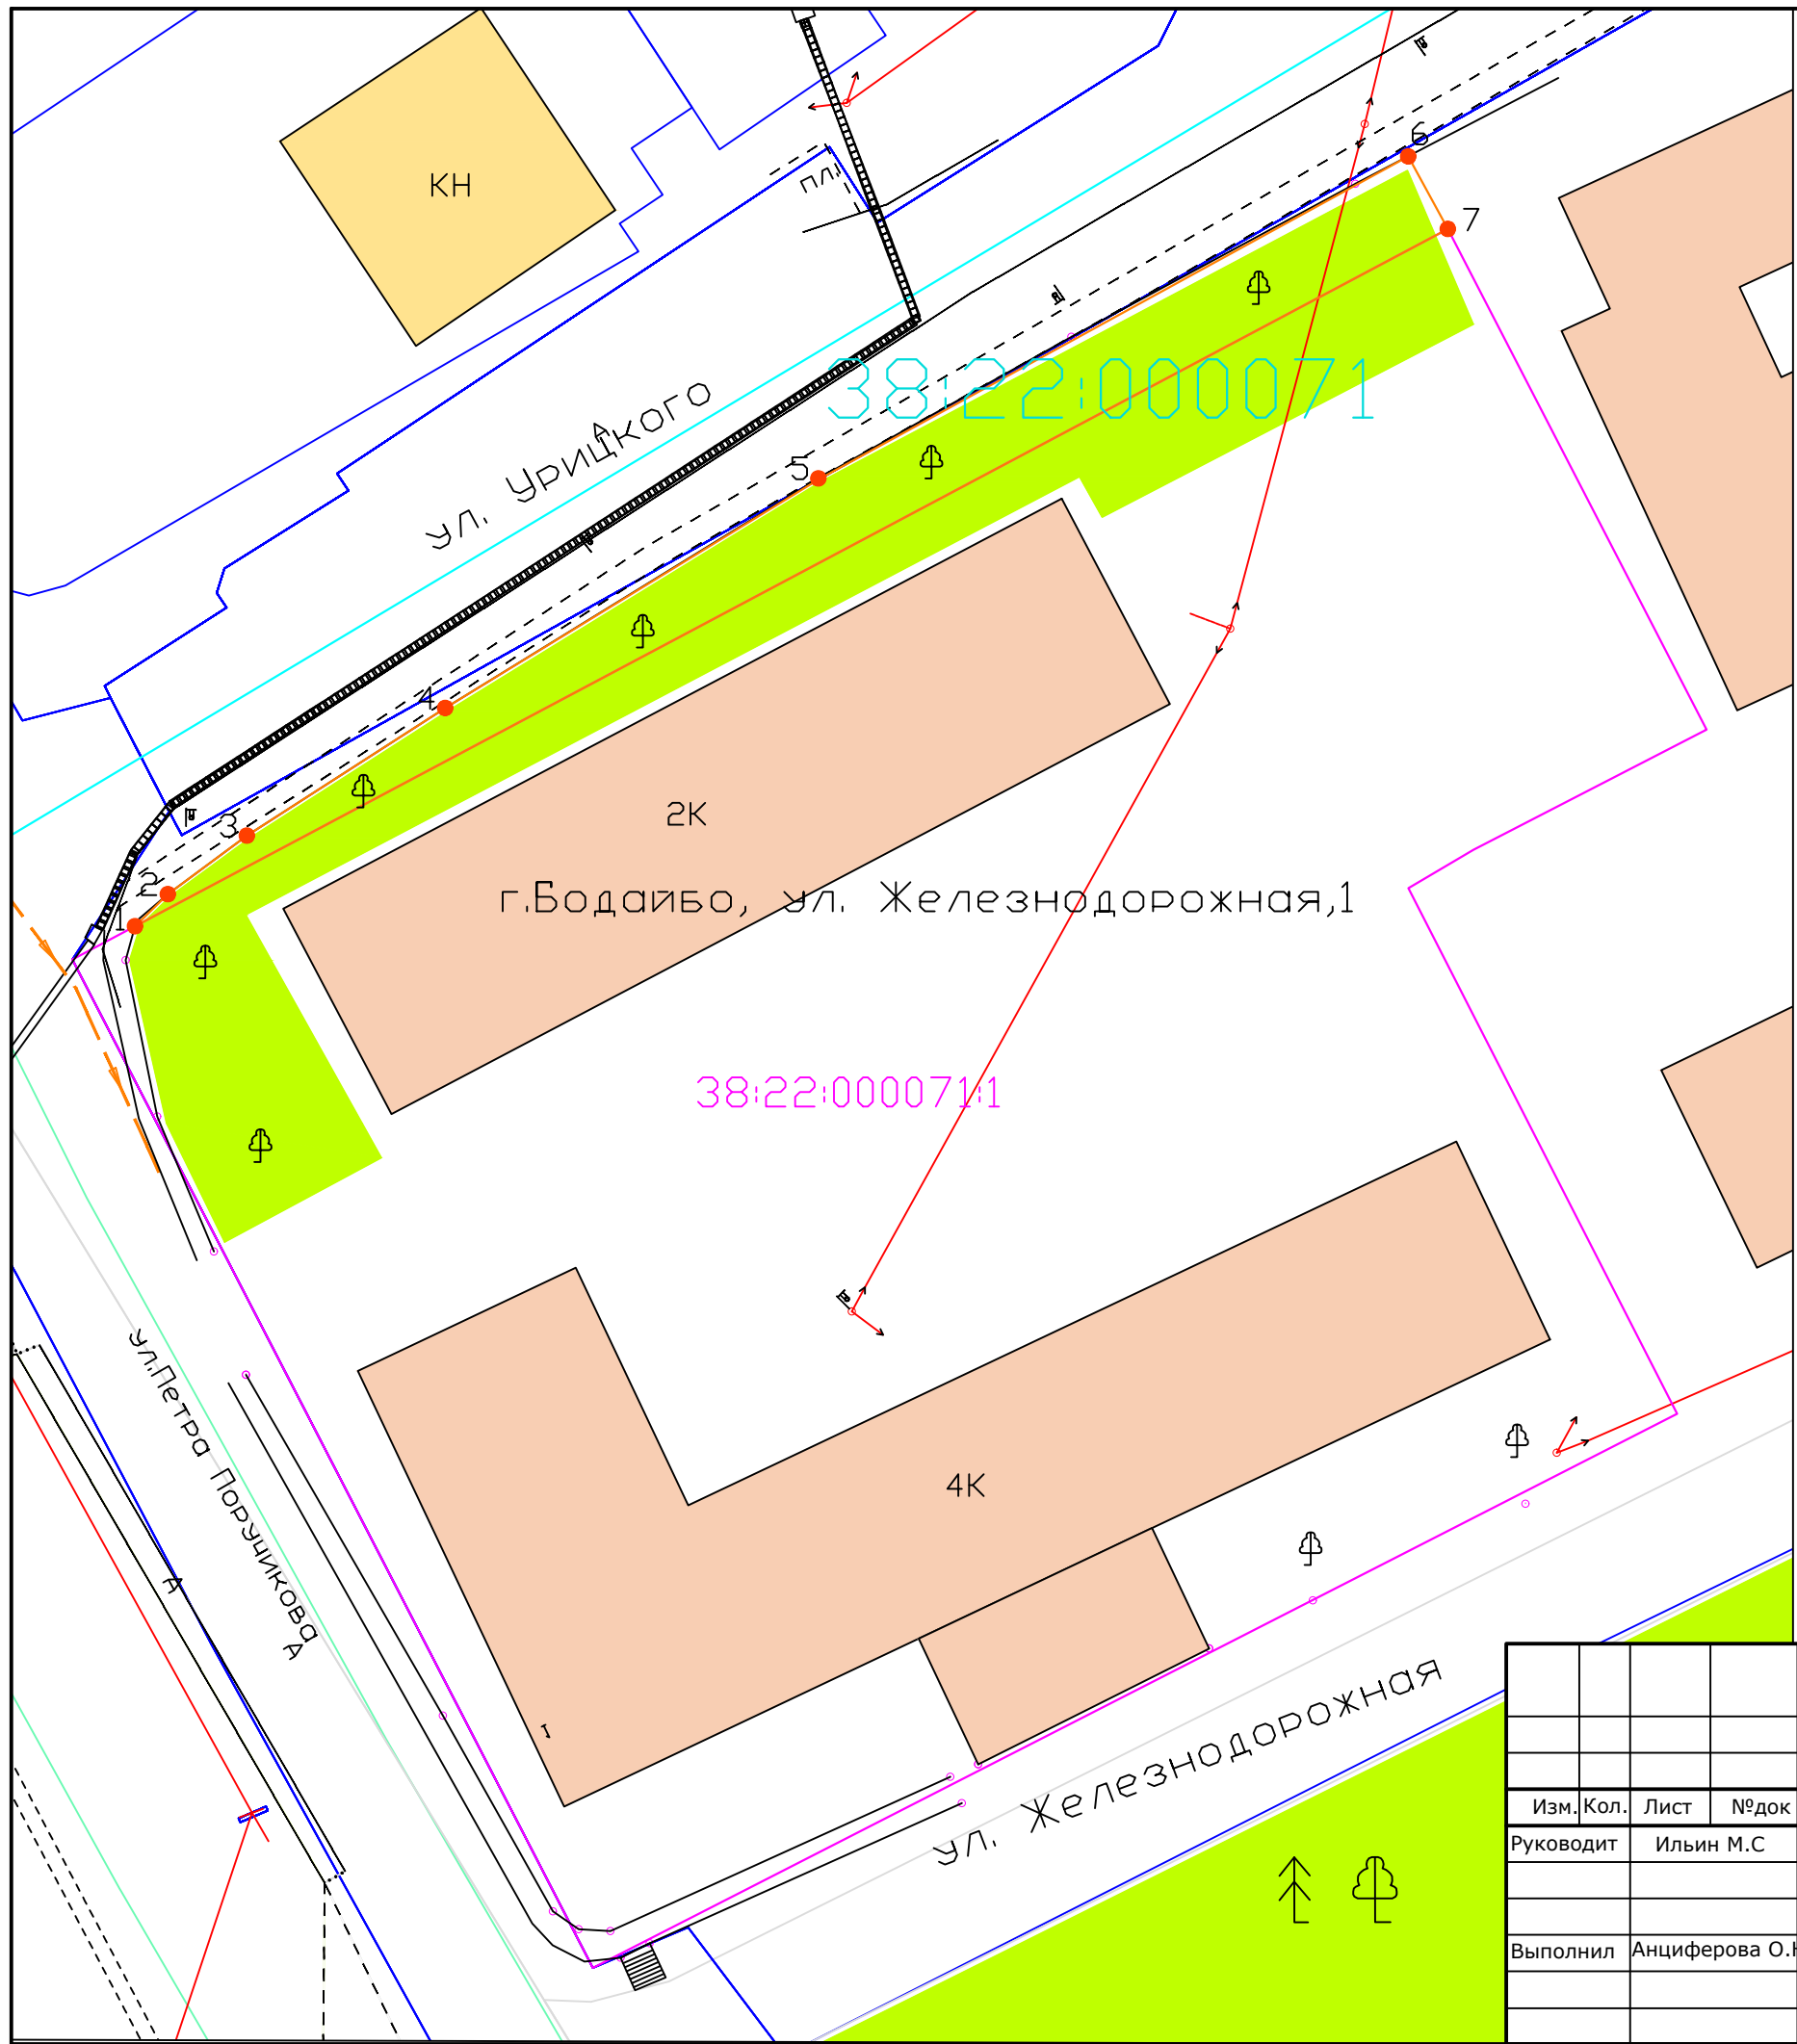 КН
пл.
6
7
38:22:000071
ул. Урицкого
А
5
4
3
2
1
2К
г.Бодайбо, ул. Железнодорожная,1
38:22:000071:1
ул.Петра Поручикова
А
А
4К
ул. Железнодорожная
Изм. Кол. Лист №док
Руководит Ильин М.С
Выполнил Анциферова О.